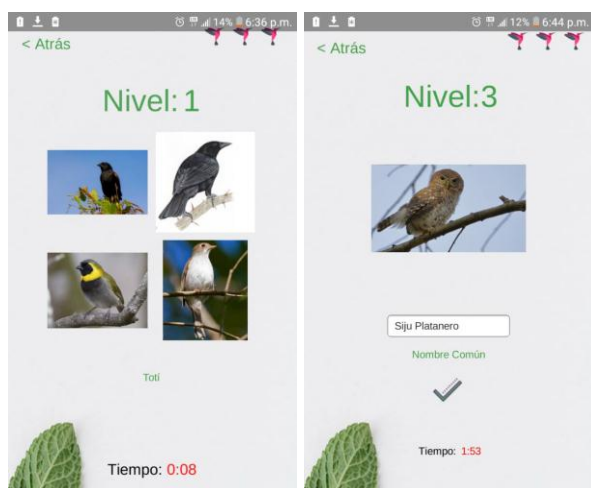 14% 6:36 p.m.
< Atrás
Nivel: 1
Totí
Tiempo: 0:08
12% 6:44 p.m.
< Atrás
Nivel:3
Siju Platanero
Nombre Común
Tiempo: 1:53